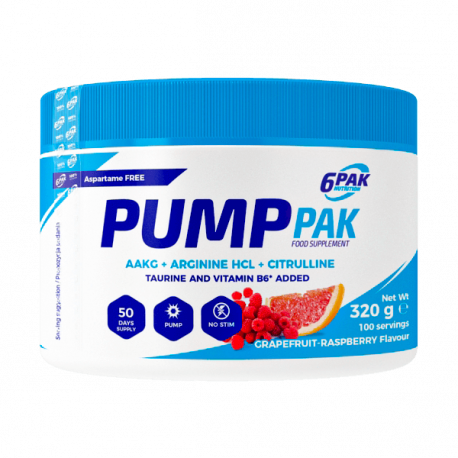 Aspartame FREE
6PAK
NUTRITION
PUMP PAK
FOOD SUPPLEMENT
AAKG + ARGININE HCL + CITRULLINE
TAURINE AND VITAMIN B6* ADDED
50
DAYS
SUPPLY
PUMP
NO STIM
Net Wt
320 g e
100 servings
GRAPEFRUIT-RASPBERRY Flavour